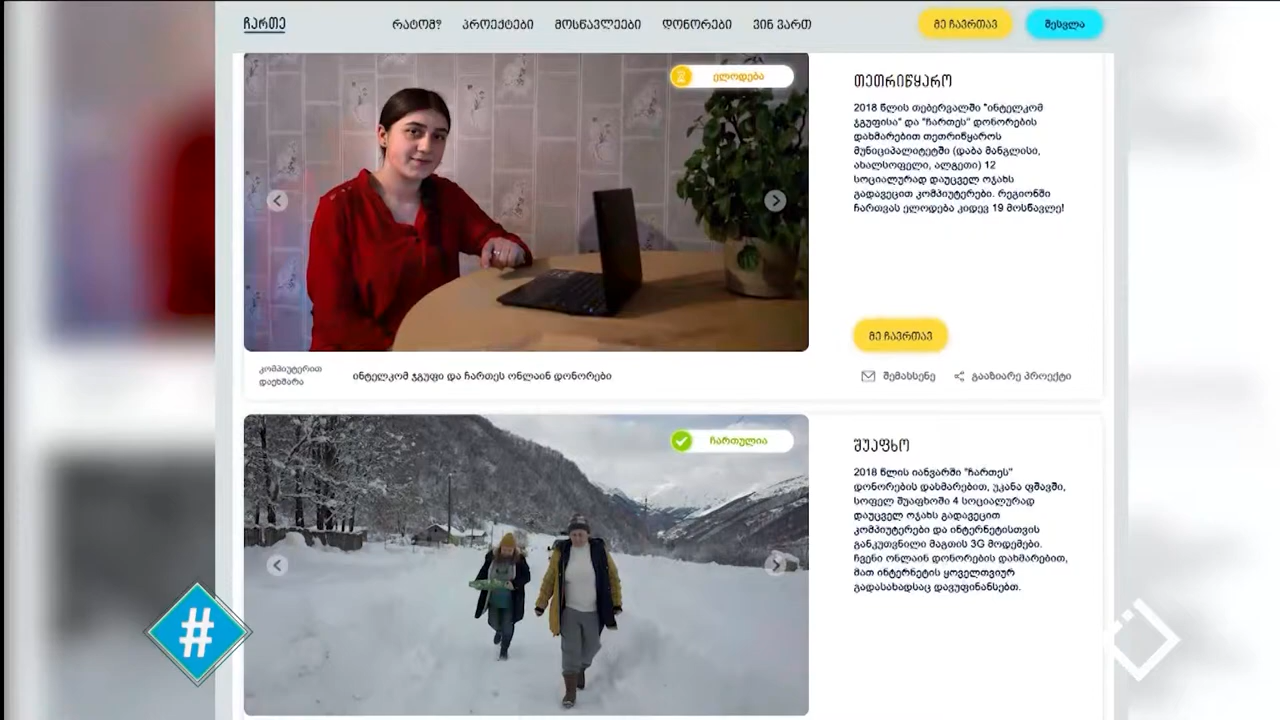 ჩართე
რატომ?
პროექტები
მოსწავლეები
დონორები
ვინ ვართ
მე ჩავრთავ
შესვლა
ელოდება
თეთრიწყარო
2018 წლის თებერვალში "ინტელკომ
ჯგუფისა" და "ჩართეს" დონორების
დახმარებით თეთრიწყაროს
მუნიციპალიტეტში (დაბა მანგლისი,
ახალსოფელი, ალგეთი) 12
სოციალურად დაუცველ ოჯახს
გადავეცით კომპიუტერები. რეგიონში
ჩართვას ელოდება კიდევ 19 მოსწავლე!
მე ჩავრთავ
კომპიუტერით
დაეხმარა
ინტელკომ ჯგუფი და ჩართეს ონლაინ დონორები
შემახსენე
გააზიარე პროექტი
ჩართულია
შუაფხო
2018 წლის იანვარში "ჩართეს"
დონორების დახმარებით, უკანა ფშავში,
სოფელ შუაფხოში 4 სოციალურად
დაუცველ ოჯახს გადავეცით
კომპიუტერები და ინტერნეტისთვის
განკუთვნილი მაგთის 3G მოდემები.
ჩვენი ონლაინ დონორების დახმარებით,
მათ ინტერნეტის ყოველთვიურ
გადასახადსაც დავუფინანსებთ.
#